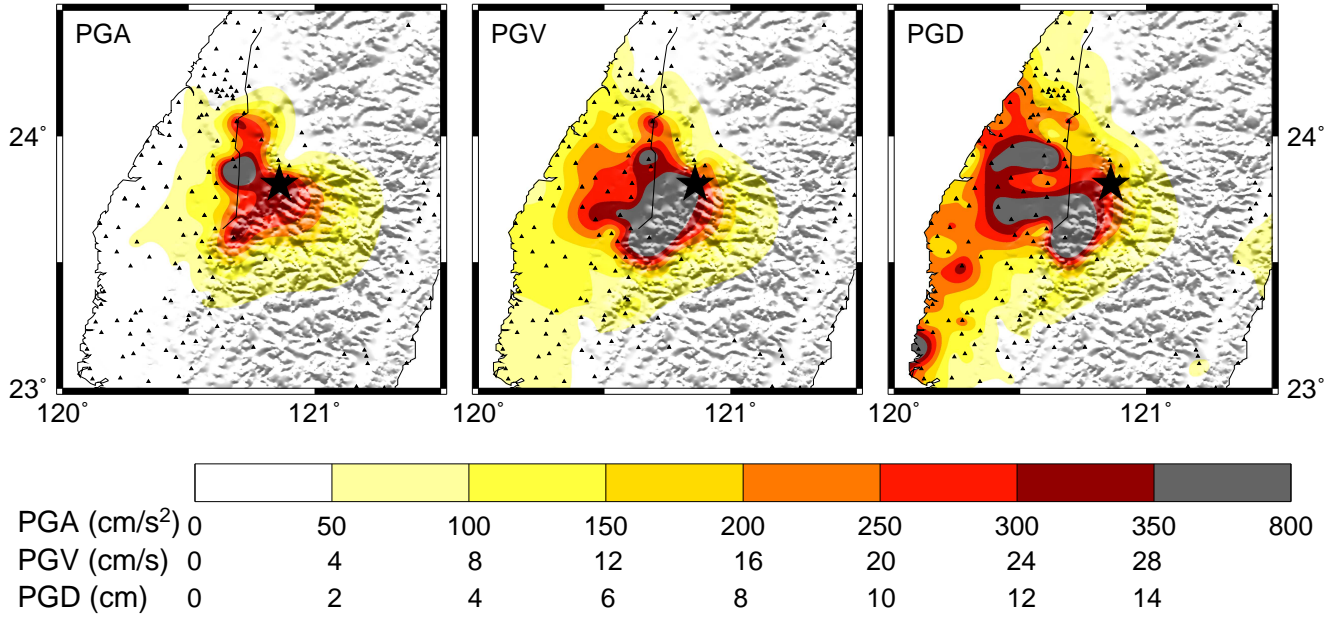 PGA PGV PGD
24° 24°
23° 23°
120° 121° 120° 121° 120° 121°
PGA (cm/s²) 0 50 100 150 200 250 300 350 800
PGV (cm/s) 0 4 8 12 16 20 24 28
PGD (cm) 0 2 4 6 8 10 12 14